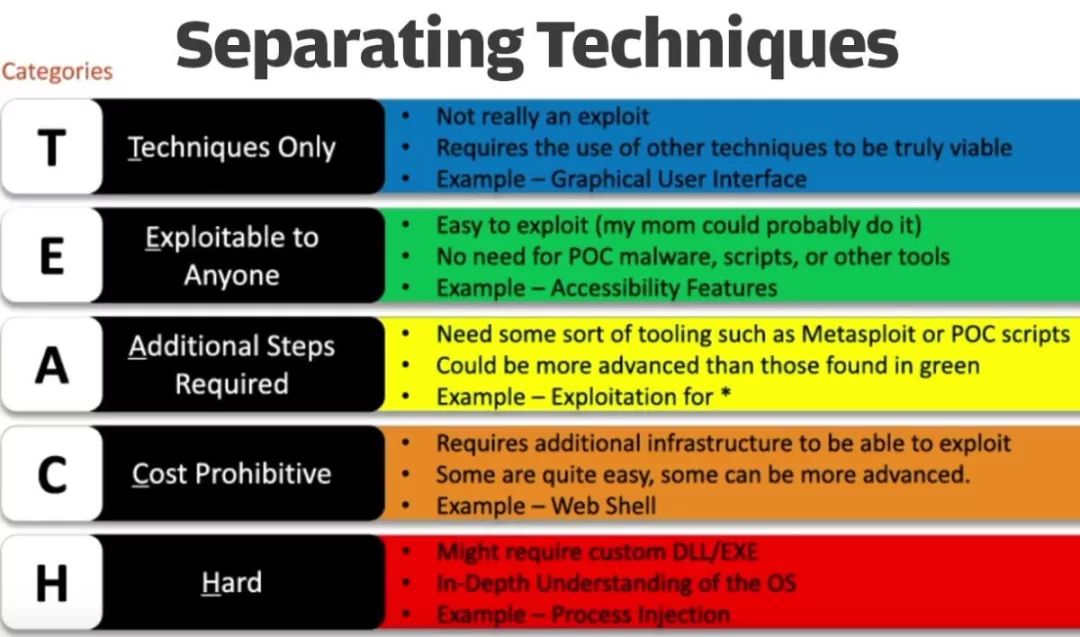 Separating Techniques
Categories
T
Techniques Only
• Not really an exploit
• Requires the use of other techniques to be truly viable
• Example – Graphical User Interface
E
Exploitable to
Anyone
• Easy to exploit (my mom could probably do it)
• No need for POC malware, scripts, or other tools
• Example – Accessibility Features
A
Additional Steps
Required
• Need some sort of tooling such as Metasploit or POC scripts
• Could be more advanced than those found in green
• Example – Exploitation for *
C
Cost Prohibitive
• Requires additional infrastructure to be able to exploit
• Some are quite easy, some can be more advanced.
• Example – Web Shell
H
Hard
• Might require custom DLL/EXE
• In-Depth Understanding of the OS
• Example – Process Injection